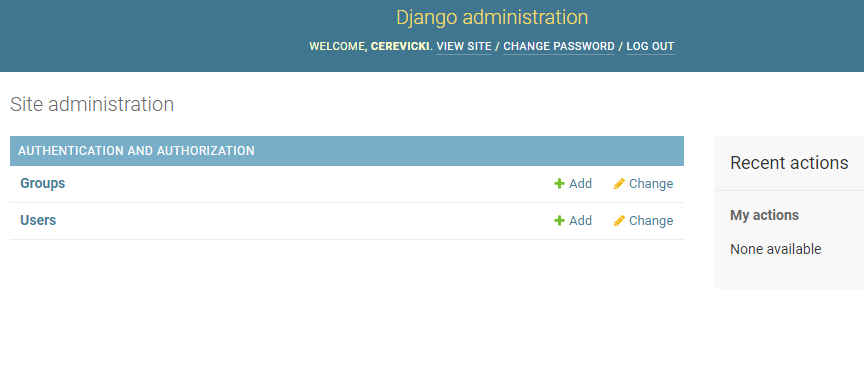 Django administration
WELCOME, CEREVICKI. VIEW SITE / CHANGE PASSWORD / LOG OUT
Site administration
AUTHENTICATION AND AUTHORIZATION
Groups Add Change
Users Add Change
Recent actions
My actions
None available